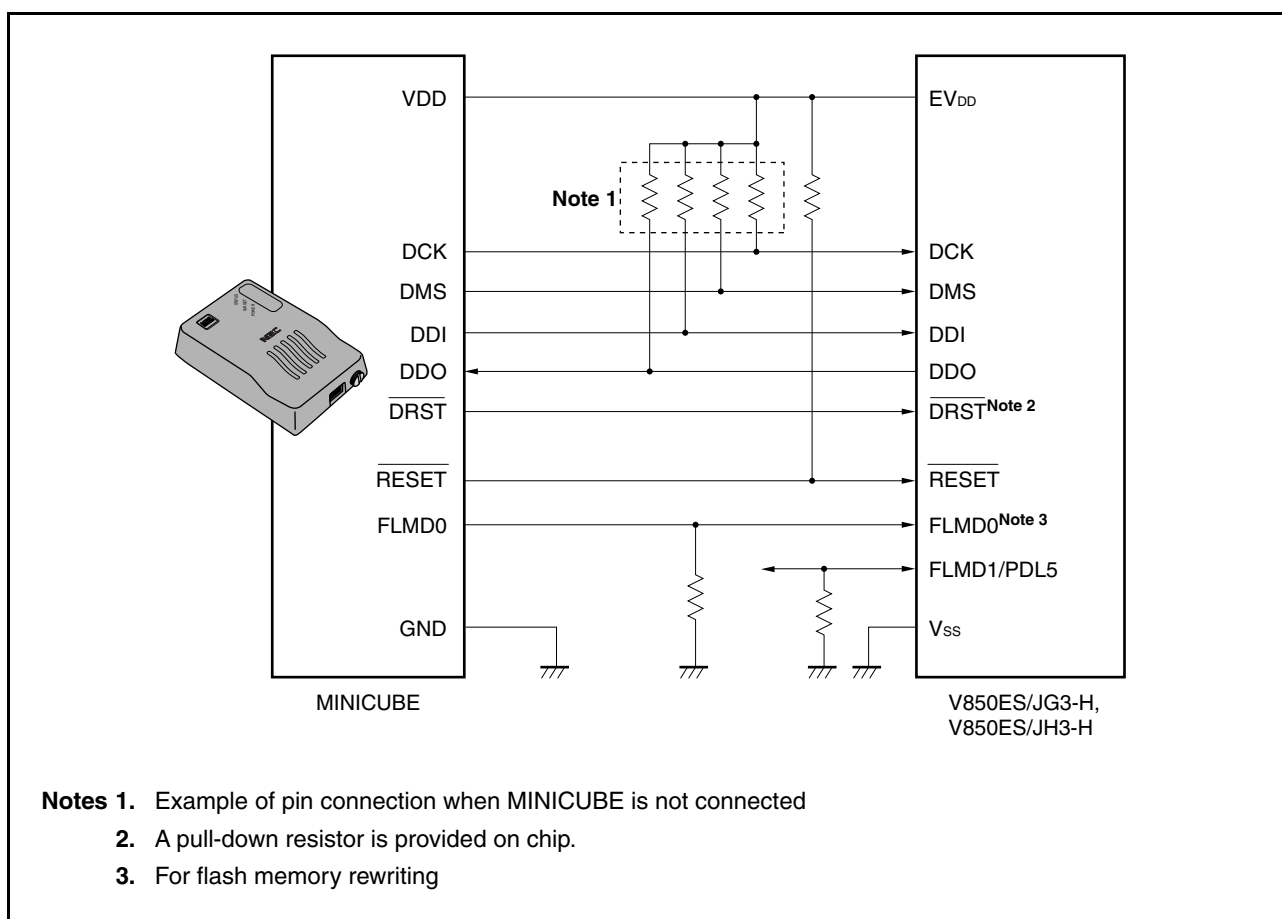 VDD
EVDD
Note 1
DCK
DCK
DMS
DMS
DDI
DDI
DDO
DDO
DRST
DRSTNote 2
RESET
RESET
FLMD0
FLMD0Note 3
FLMD1/PDL5
GND
VSS
NEC
MINICUBE
V850ES/JG3-H,
V850ES/JH3-H
Notes 1. Example of pin connection when MINICUBE is not connected
2. A pull-down resistor is provided on chip.
3. For flash memory rewriting